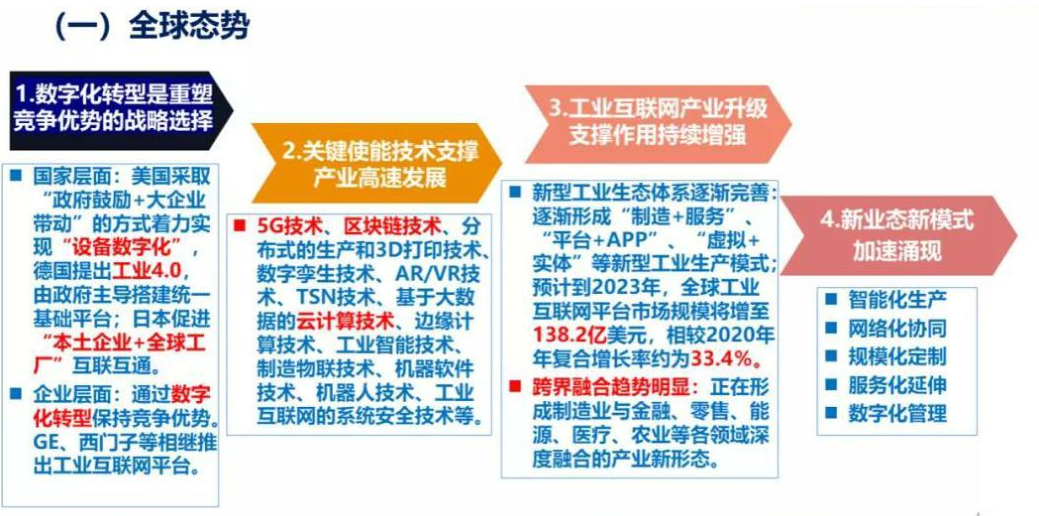 （一）全球态势
1.数字化转型是重塑
竞争优势的战略选择
■ 国家层面：美国采取
“政府鼓励+大企业
带动”的方式着力实
现“设备数字化”，
德国提出工业4.0，
由政府主导搭建统一
基础平台；日本促进
“本土企业+全球工
厂”互联互通。
■ 企业层面：通过数字
化转型保持竞争优势。
GE、西门子等相继推
出工业互联网平台。
2.关键使能技术支撑
产业高速发展
■ 5G技术、区块链技术、分
布式的生产和3D打印技术、
数字孪生技术、AR/VR技
术、TSN技术、基于大数
据的云计算技术、边缘计
算技术、工业智能技术、
制造物联技术、机器软件
技术、机器人技术、工业
互联网的系统安全技术等。
3.工业互联网产业升级
支撑作用持续增强
■ 新型工业生态体系逐渐完善：
逐渐形成“制造+服务”、
“平台+APP”、“虚拟+
实体”等新型工业生产模式；
预计到2023年，全球工业
互联网平台市场规模将增至
138.2亿美元，相较2020年
年复合增长率约为33.4%。
■ 跨界融合趋势明显：正在形
成制造业与金融、零售、能
源、医疗、农业等各领域深
度融合的产业新形态。
4.新业态新模式
加速涌现
■ 智能化生产
■ 网络化协同
■ 规模化定制
■ 服务化延伸
■ 数字化管理